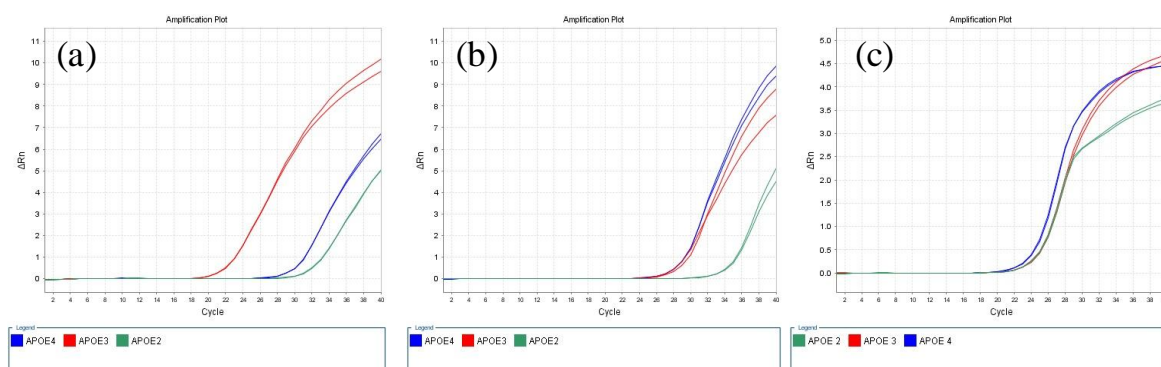 Amplification Plot
(a)
11
10
9
8
7
6
5
4
3
2
1
0
ΔRn
2 4 6 8 10 12 14 16 18 20 22 24 26 28 30 32 34 36 38 40
Cycle
Legend
APOE4 APOE3 APOE2
Amplification Plot
(b)
11
10
9
8
7
6
5
4
3
2
1
0
ΔRn
2 4 6 8 10 12 14 16 18 20 22 24 26 28 30 32 34 36 38 40
Cycle
Legend
APOE4 APOE3 APOE2
Amplification Plot
(c)
5.0
4.5
4.0
3.5
3.0
2.5
2.0
1.5
1.0
0.5
0.0
ΔRn
2 4 6 8 10 12 14 16 18 20 22 24 26 28 30 32 34 36 38
Cycle
Legend
APOE 2 APOE 3 APOE 4